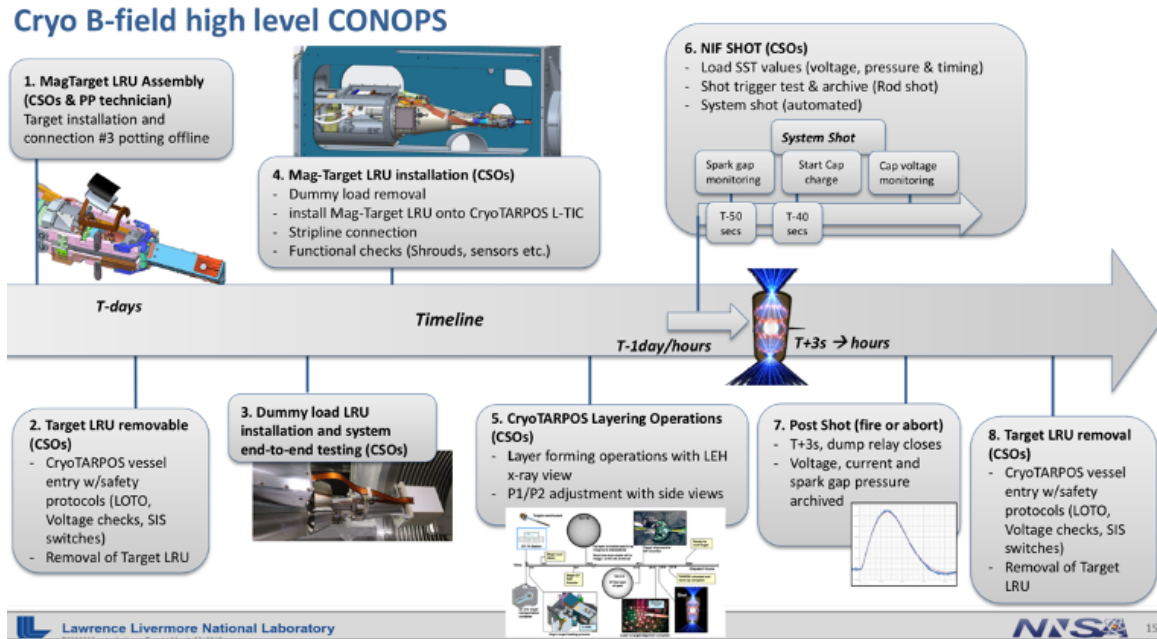 Cryo B-field high level CONOPS
1. MagTarget LRU Assembly
(CSOs & PP technician)
Target installation and
connection #3 potting offline
4. Mag-Target LRU installation (CSOs)
- Dummy load removal
- install Mag-Target LRU onto CryoTARPOS L-TIC
- Stripline connection
- Functional checks (Shrouds, sensors etc.)
6. NIF SHOT (CSOs)
- Load SST values (voltage, pressure & timing)
- Shot trigger test & archive (Rod shot)
- System shot (automated)
System Shot
Spark gap
monitoring
Start Cap
charge
Cap voltage
monitoring
T-50
secs
T-40
secs
T-days
Timeline
T-1day/hours
T+3s → hours
2. Target LRU removable
(CSOs)
- CryoTARPOS vessel
entry w/safety
protocols (LOTO,
Voltage checks, SIS
switches)
- Removal of Target LRU
3. Dummy load LRU
installation and system
end-to-end testing (CSOs)
5. CryoTARPOS Layering Operations
(CSOs)
- Layer forming operations with LEH
x-ray view
- P1/P2 adjustment with side views
7. Post Shot (fire or abort)
- T+3s, dump relay closes
- Voltage, current and
spark gap pressure
archived
8. Target LRU removal
(CSOs)
- CryoTARPOS vessel
entry w/safety
protocols (LOTO,
Voltage checks, SIS
switches)
- Removal of Target
LRU
Lawrence Livermore National Laboratory
NNSA
15